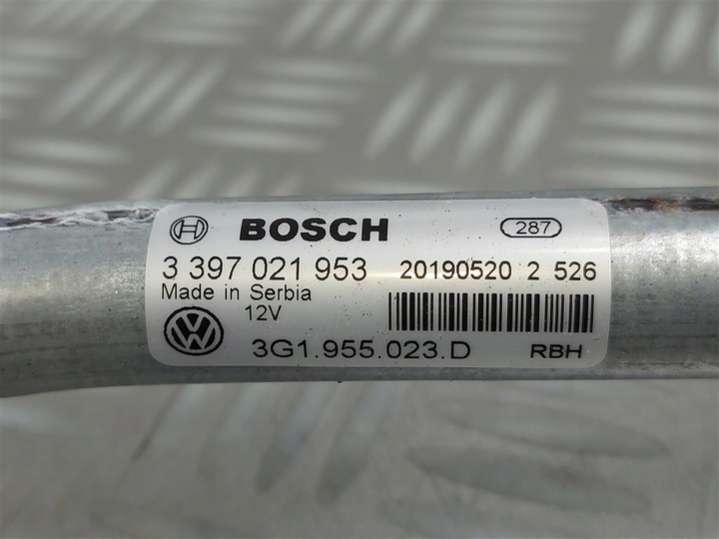 BOSCH 287
3 397 021 953 20190520 2 526
Made in Serbia
12V
3G1.955.023.D RBH